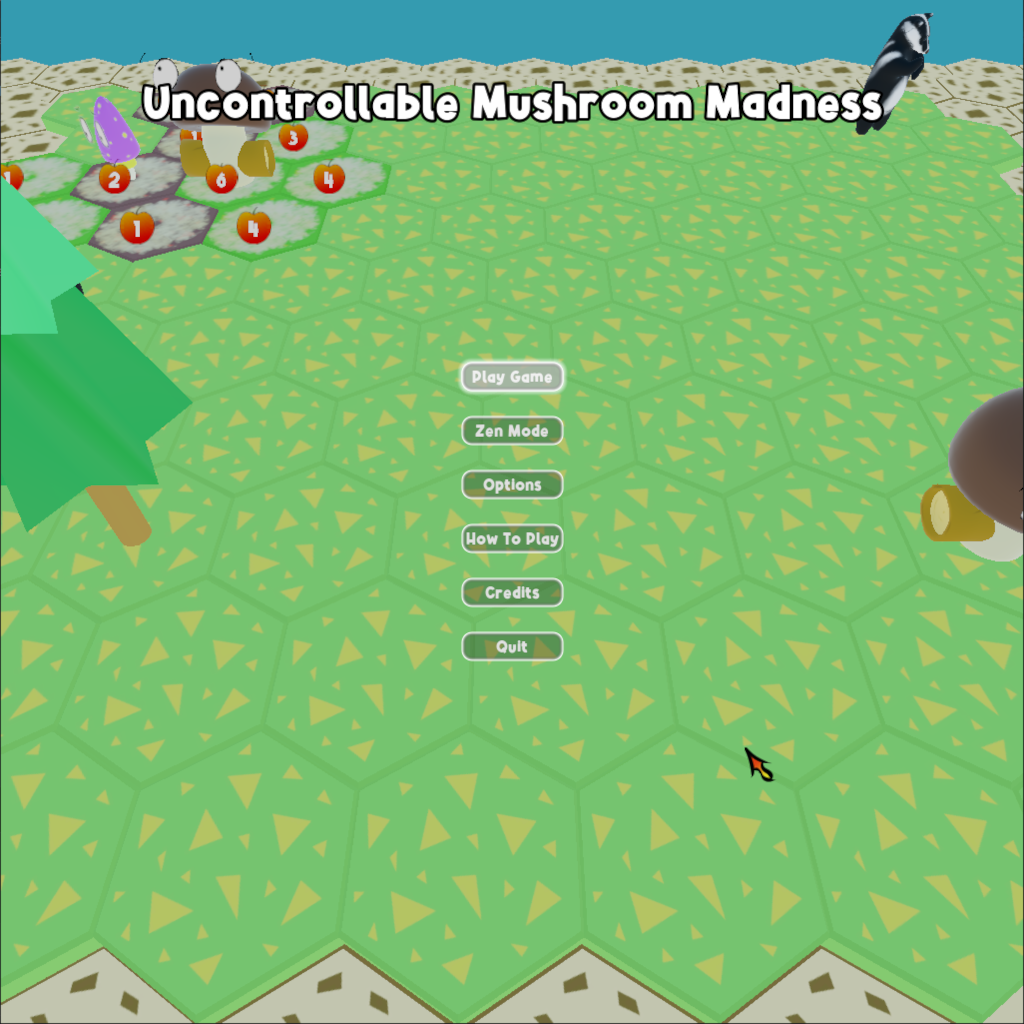 Uncontrollable Mushroom Madness
3
1
2
6
4
1
4
Play Game
Zen Mode
Options
How To Play
Credits
Quit